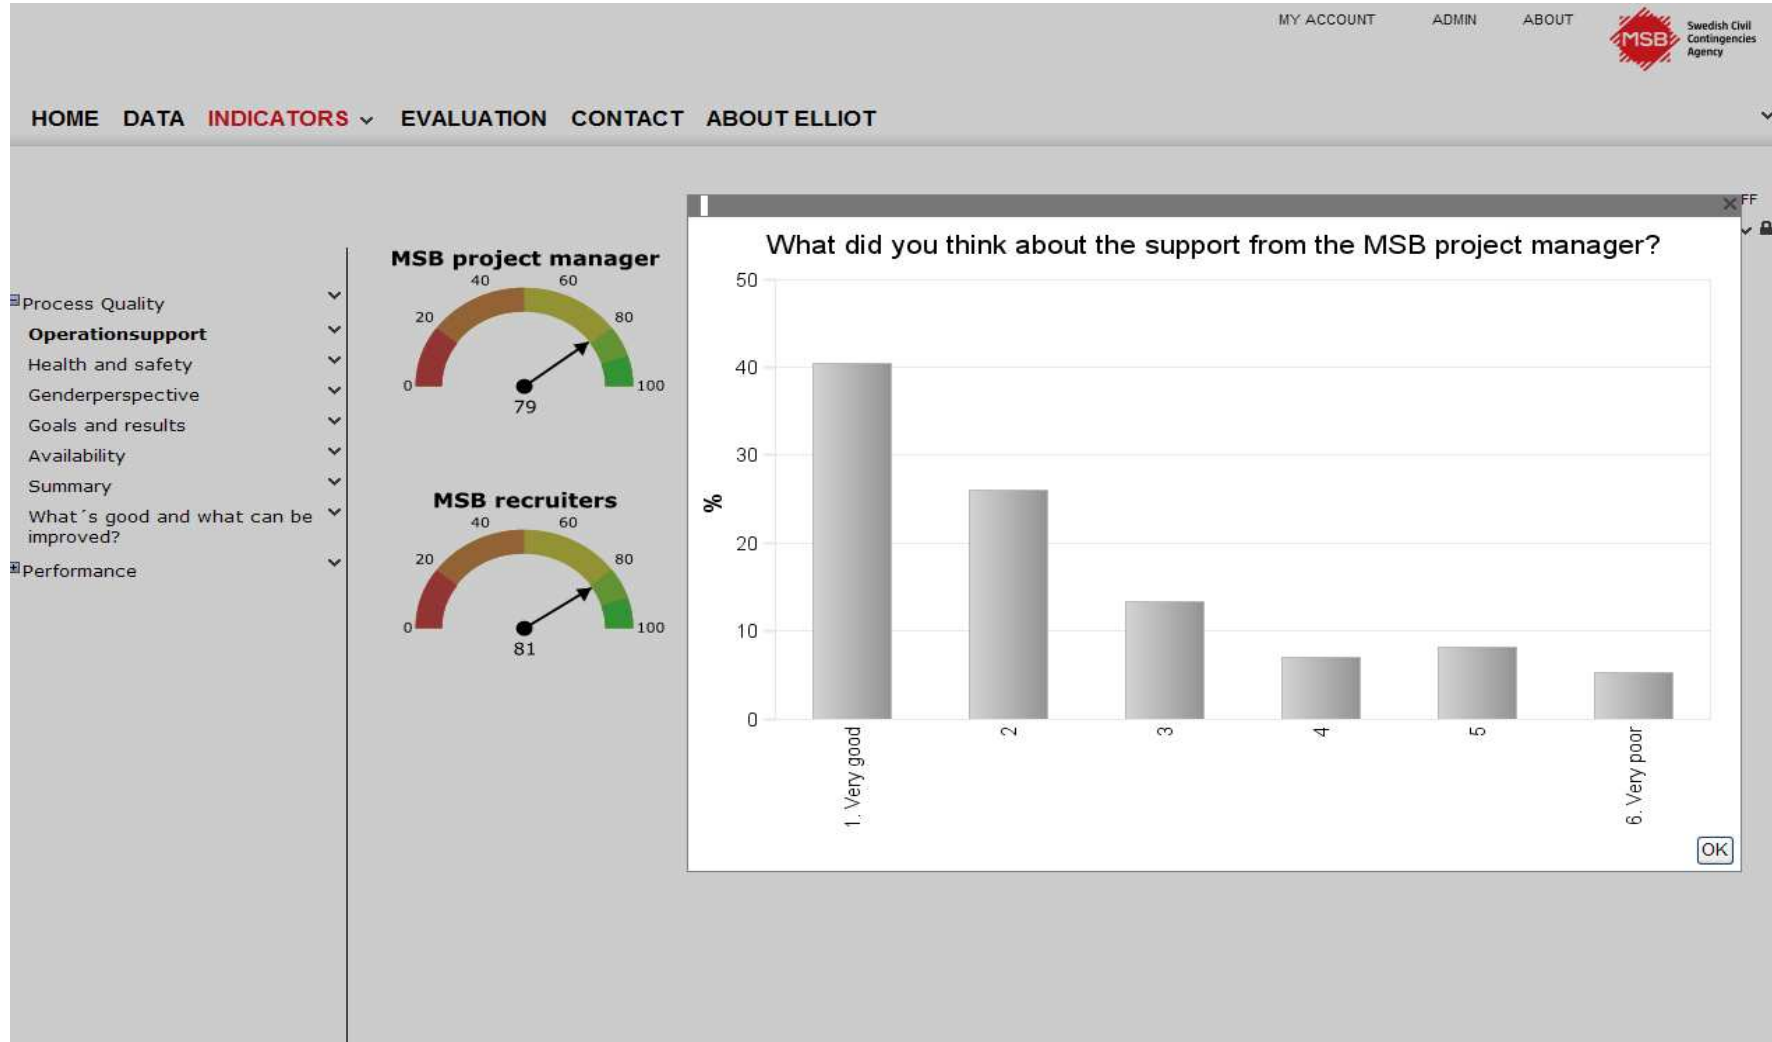 MY ACCOUNT ADMIN ABOUT
MSB
Swedish Civil
Contingencies
Agency
HOME DATA INDICATORS EVALUATION CONTACT ABOUT ELLIOT
FF
Process Quality
Operationsupport
Health and safety
Genderperspective
Goals and results
Availability
Summary
What´s good and what can be
improved?
Performance
MSB project manager
0 20 40 60 80 100
79
MSB recruiters
0 20 40 60 80 100
81
What did you think about the support from the MSB project manager?
%
50
40
30
20
10
0
1. Very good 2 3 4 5 6. Very poor
OK